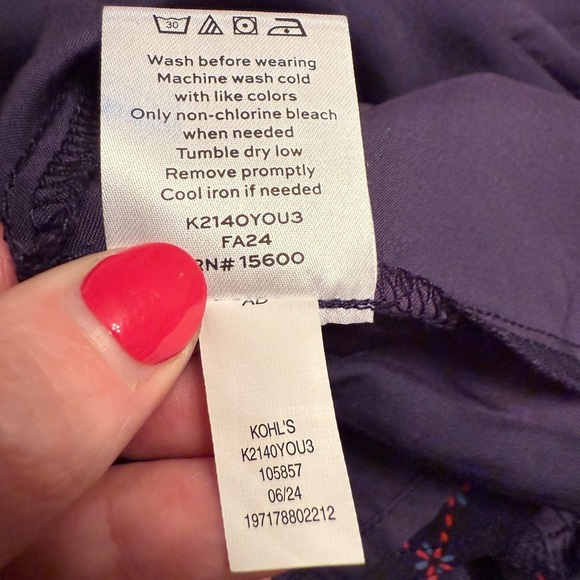 30
Wash before wearing
Machine wash cold
with like colors
Only non-chlorine bleach
when needed
Tumble dry low
Remove promptly
Cool iron if needed
K2140YOU3
FA24
RN# 15600
KOHL'S
K2140YOU3
105857
06/24
197178802212